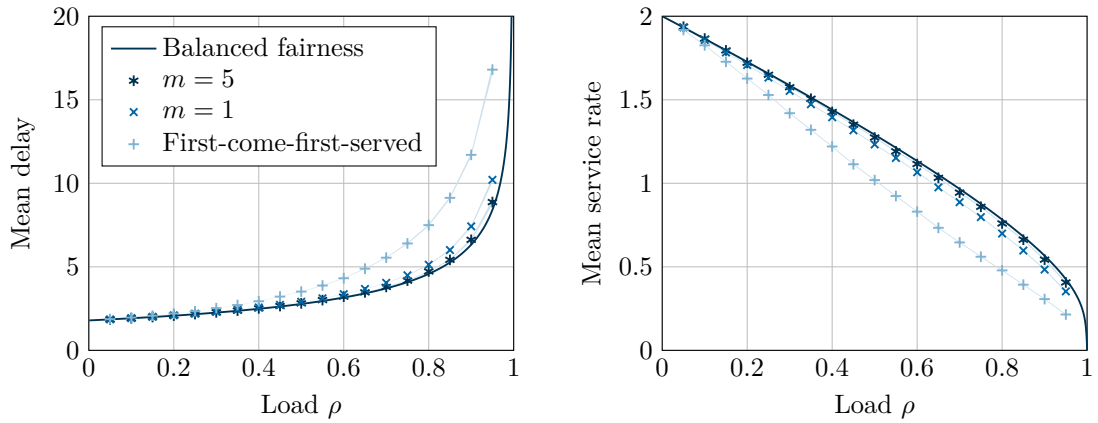 Mean delay
20
15
10
5
0
Balanced fairness
m = 5
m = 1
First-come-first-served
0 0.2 0.4 0.6 0.8 1
Load ρ
Mean service rate
2
1.5
1
0.5
0
0 0.2 0.4 0.6 0.8 1
Load ρ